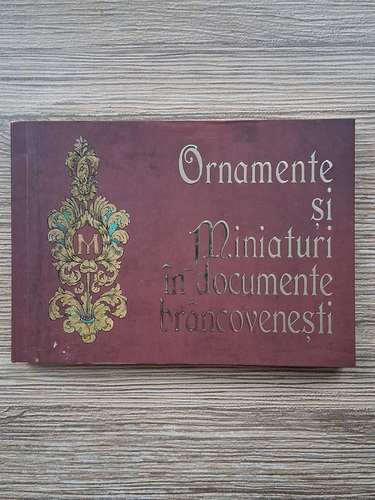 M
Ornamente
și
Miniaturi
în documente
brâncovenești